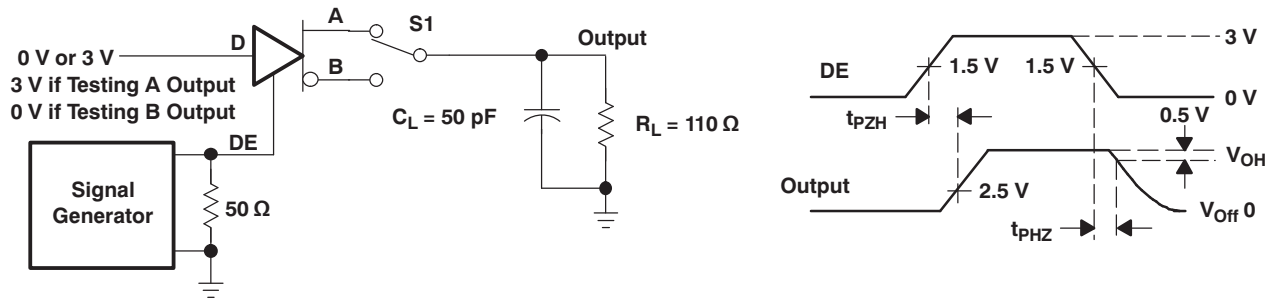 A
S1
Output
D
0 V or 3 V
3 V if Testing A Output
0 V if Testing B Output
B
C_L = 50 pF
R_L = 110 Ω
DE
Signal
Generator
50 Ω
3 V
DE
1.5 V
1.5 V
0 V
t_PZH
0.5 V
V_OH
Output
2.5 V
V_Off 0
t_PHZ